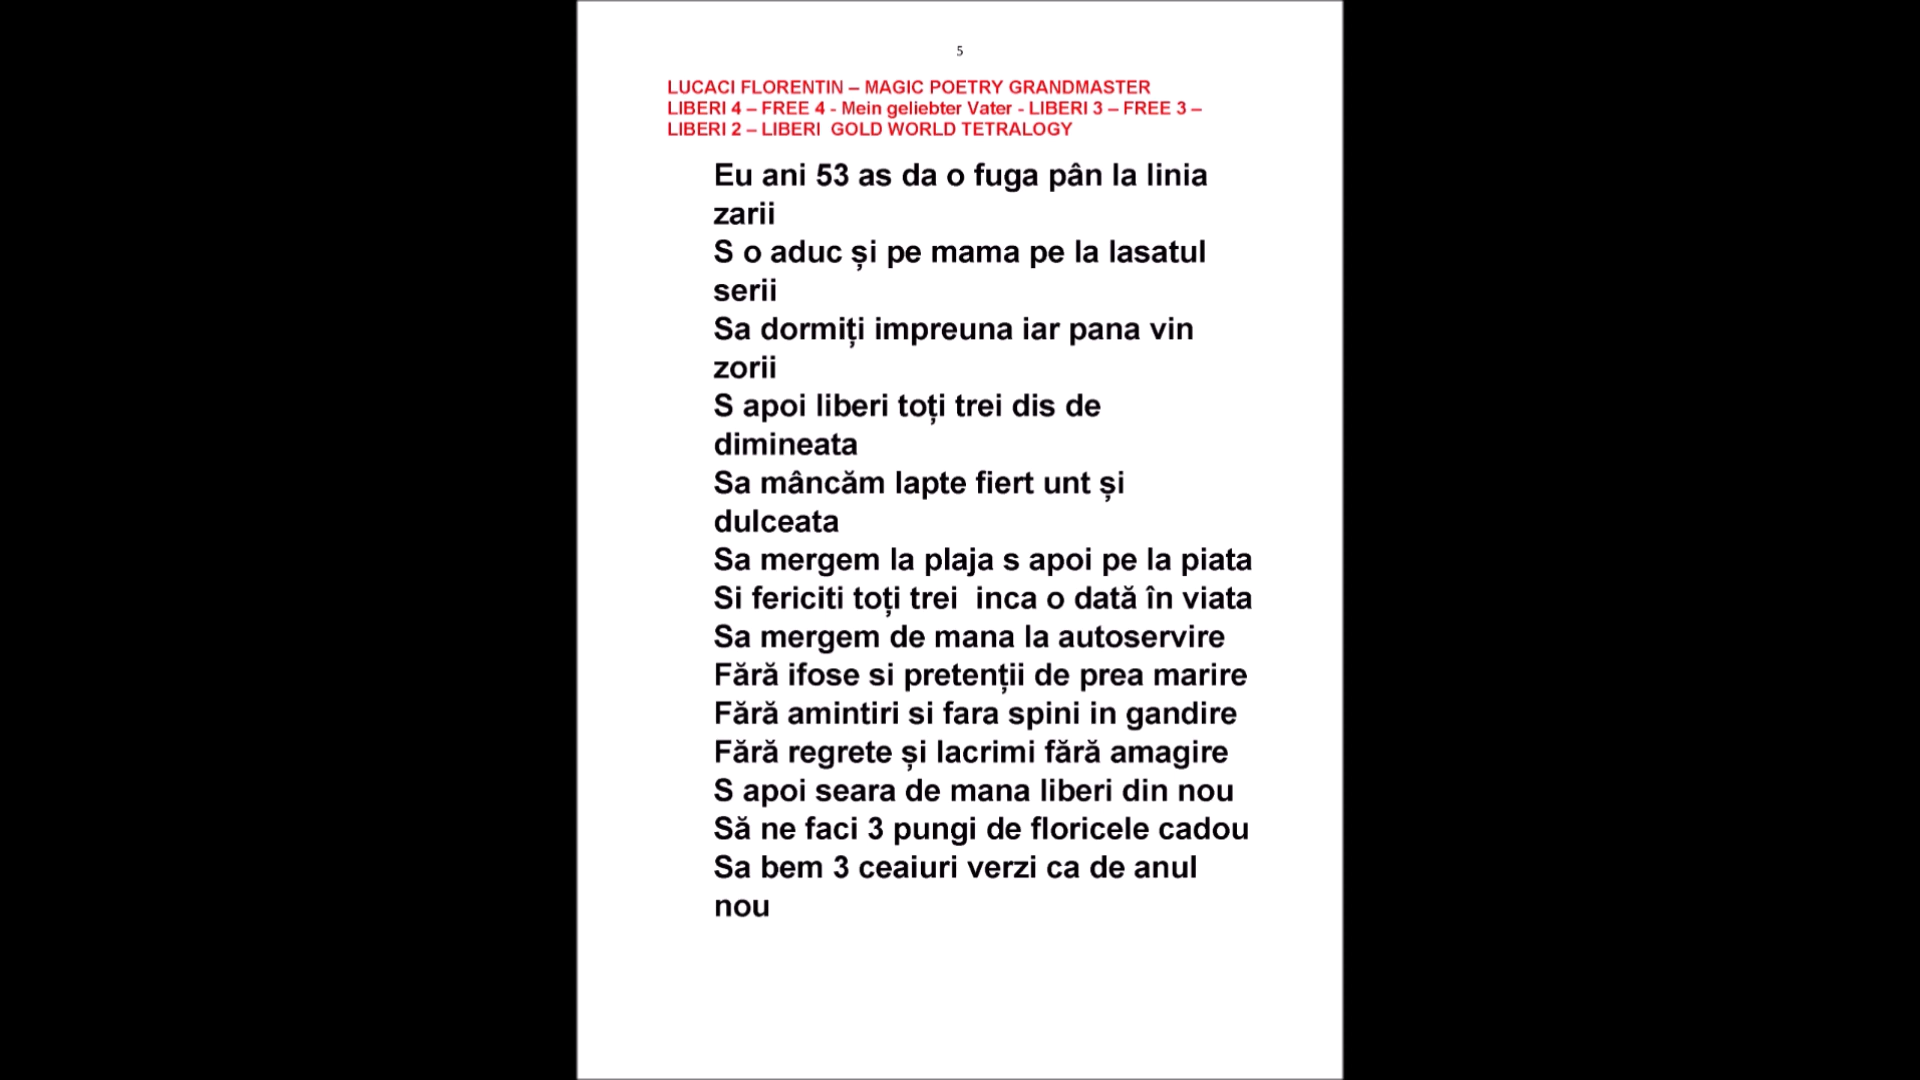 5
LUCACI FLORENTIN – MAGIC POETRY GRANDMASTER
LIBERI 4 – FREE 4 - Mein geliebter Vater - LIBERI 3 – FREE 3 –
LIBERI 2 – LIBERI  GOLD WORLD TETRALOGY
Eu ani 53 as da o fuga pân la linia
zarii
S o aduc și pe mama pe la lasatul
serii
Sa dormiți impreuna iar pana vin
zorii
S apoi liberi toți trei dis de
dimineata
Sa mâncăm lapte fiert unt și
dulceata
Sa mergem la plaja s apoi pe la piata
Si fericiti toți trei  inca o dată în viata
Sa mergem de mana la autoservire
Fără ifose si pretenții de prea marire
Fără amintiri si fara spini in gandire
Fără regrete și lacrimi fără amagire
S apoi seara de mana liberi din nou
Să ne faci 3 pungi de floricele cadou
Sa bem 3 ceaiuri verzi ca de anul
nou